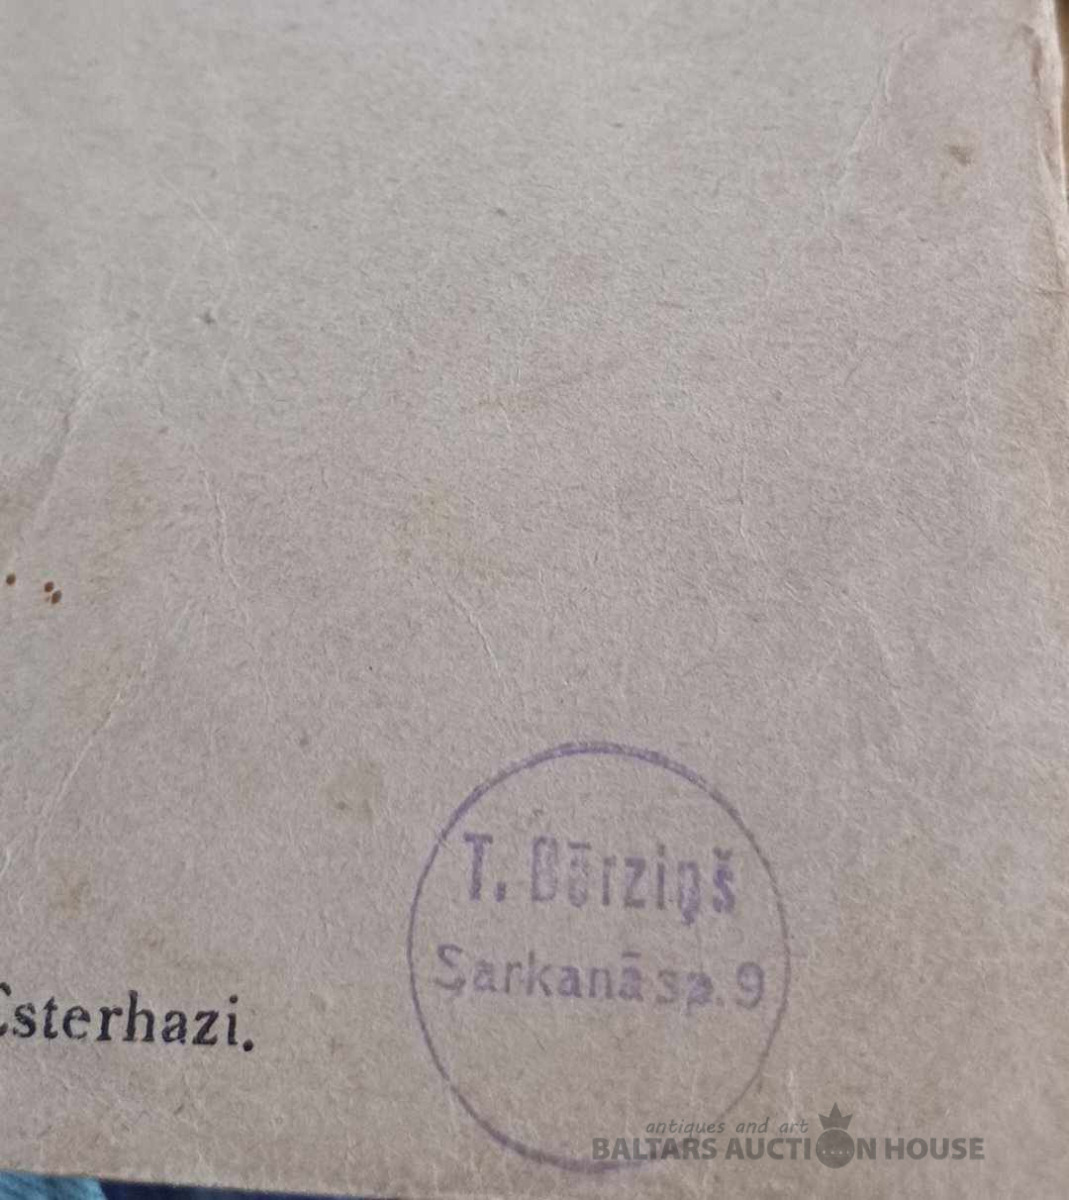 T. Bērziņš
Sarkanā sp. 9
Esterhazi.
antiques and art
BALTARS AUCTION HOUSE